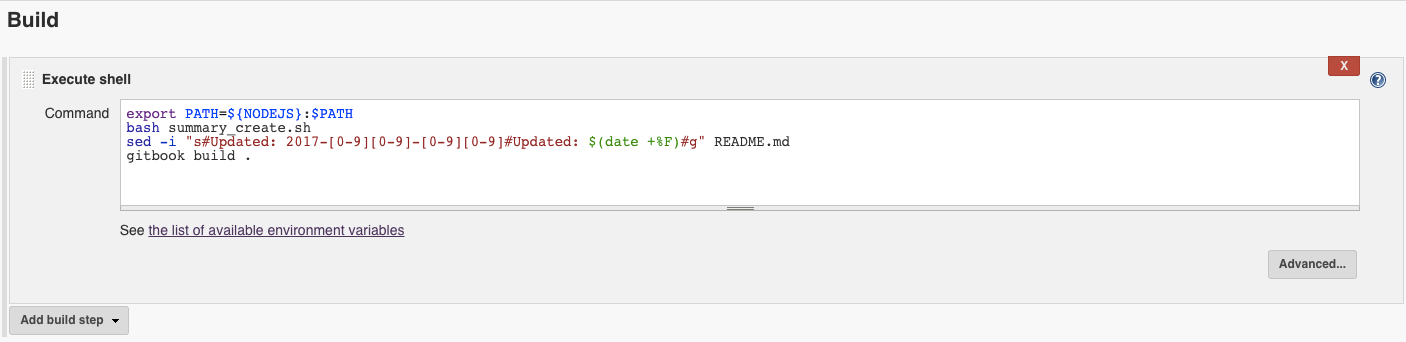 Build
X
Execute shell
?
Command
export PATH=${NODEJS}:$PATH
bash summary_create.sh
sed -i "s#Updated: 2017-[0-9][0-9]-[0-9][0-9]#Updated: $(date +%F)#g" README.md
gitbook build .
See the list of available environment variables
Advanced...
Add build step